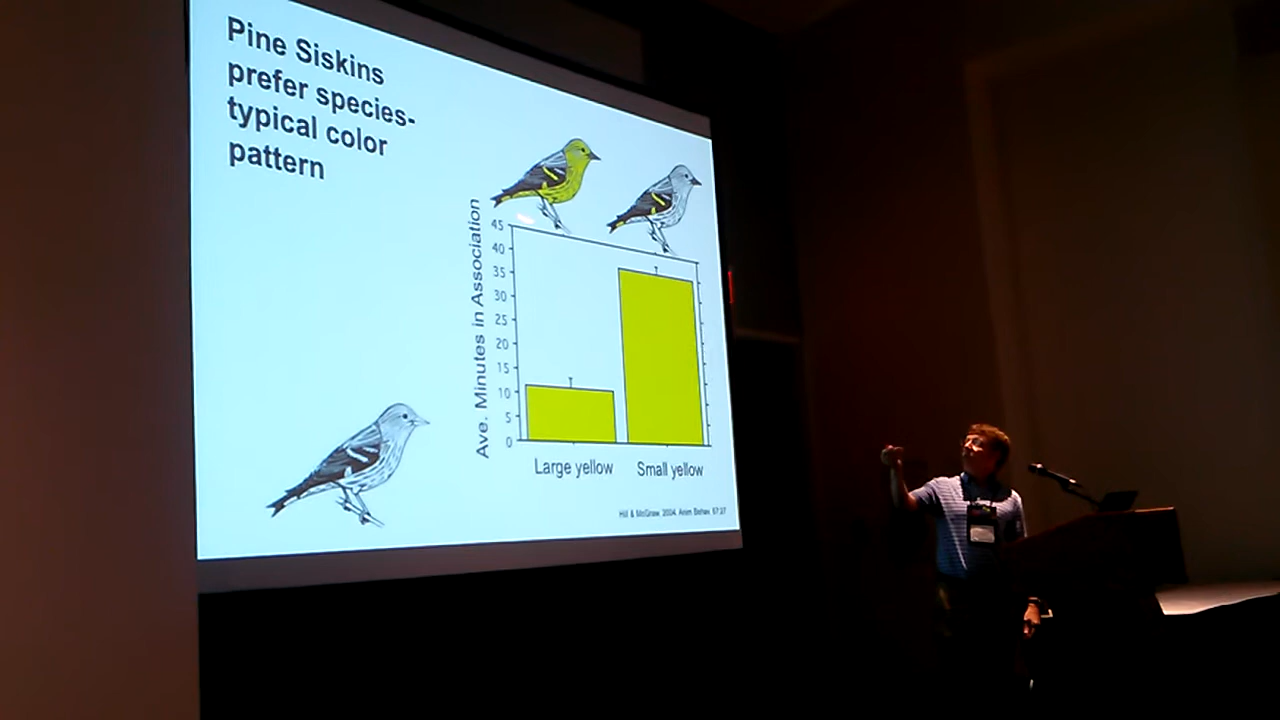 Pine Siskins
prefer species-
typical color
pattern
Ave. Minutes in Association
45
40
35
30
25
20
15
10
5
0
Large yellow
Small yellow
Hill & McGraw 2004 Anim Behav 67:27